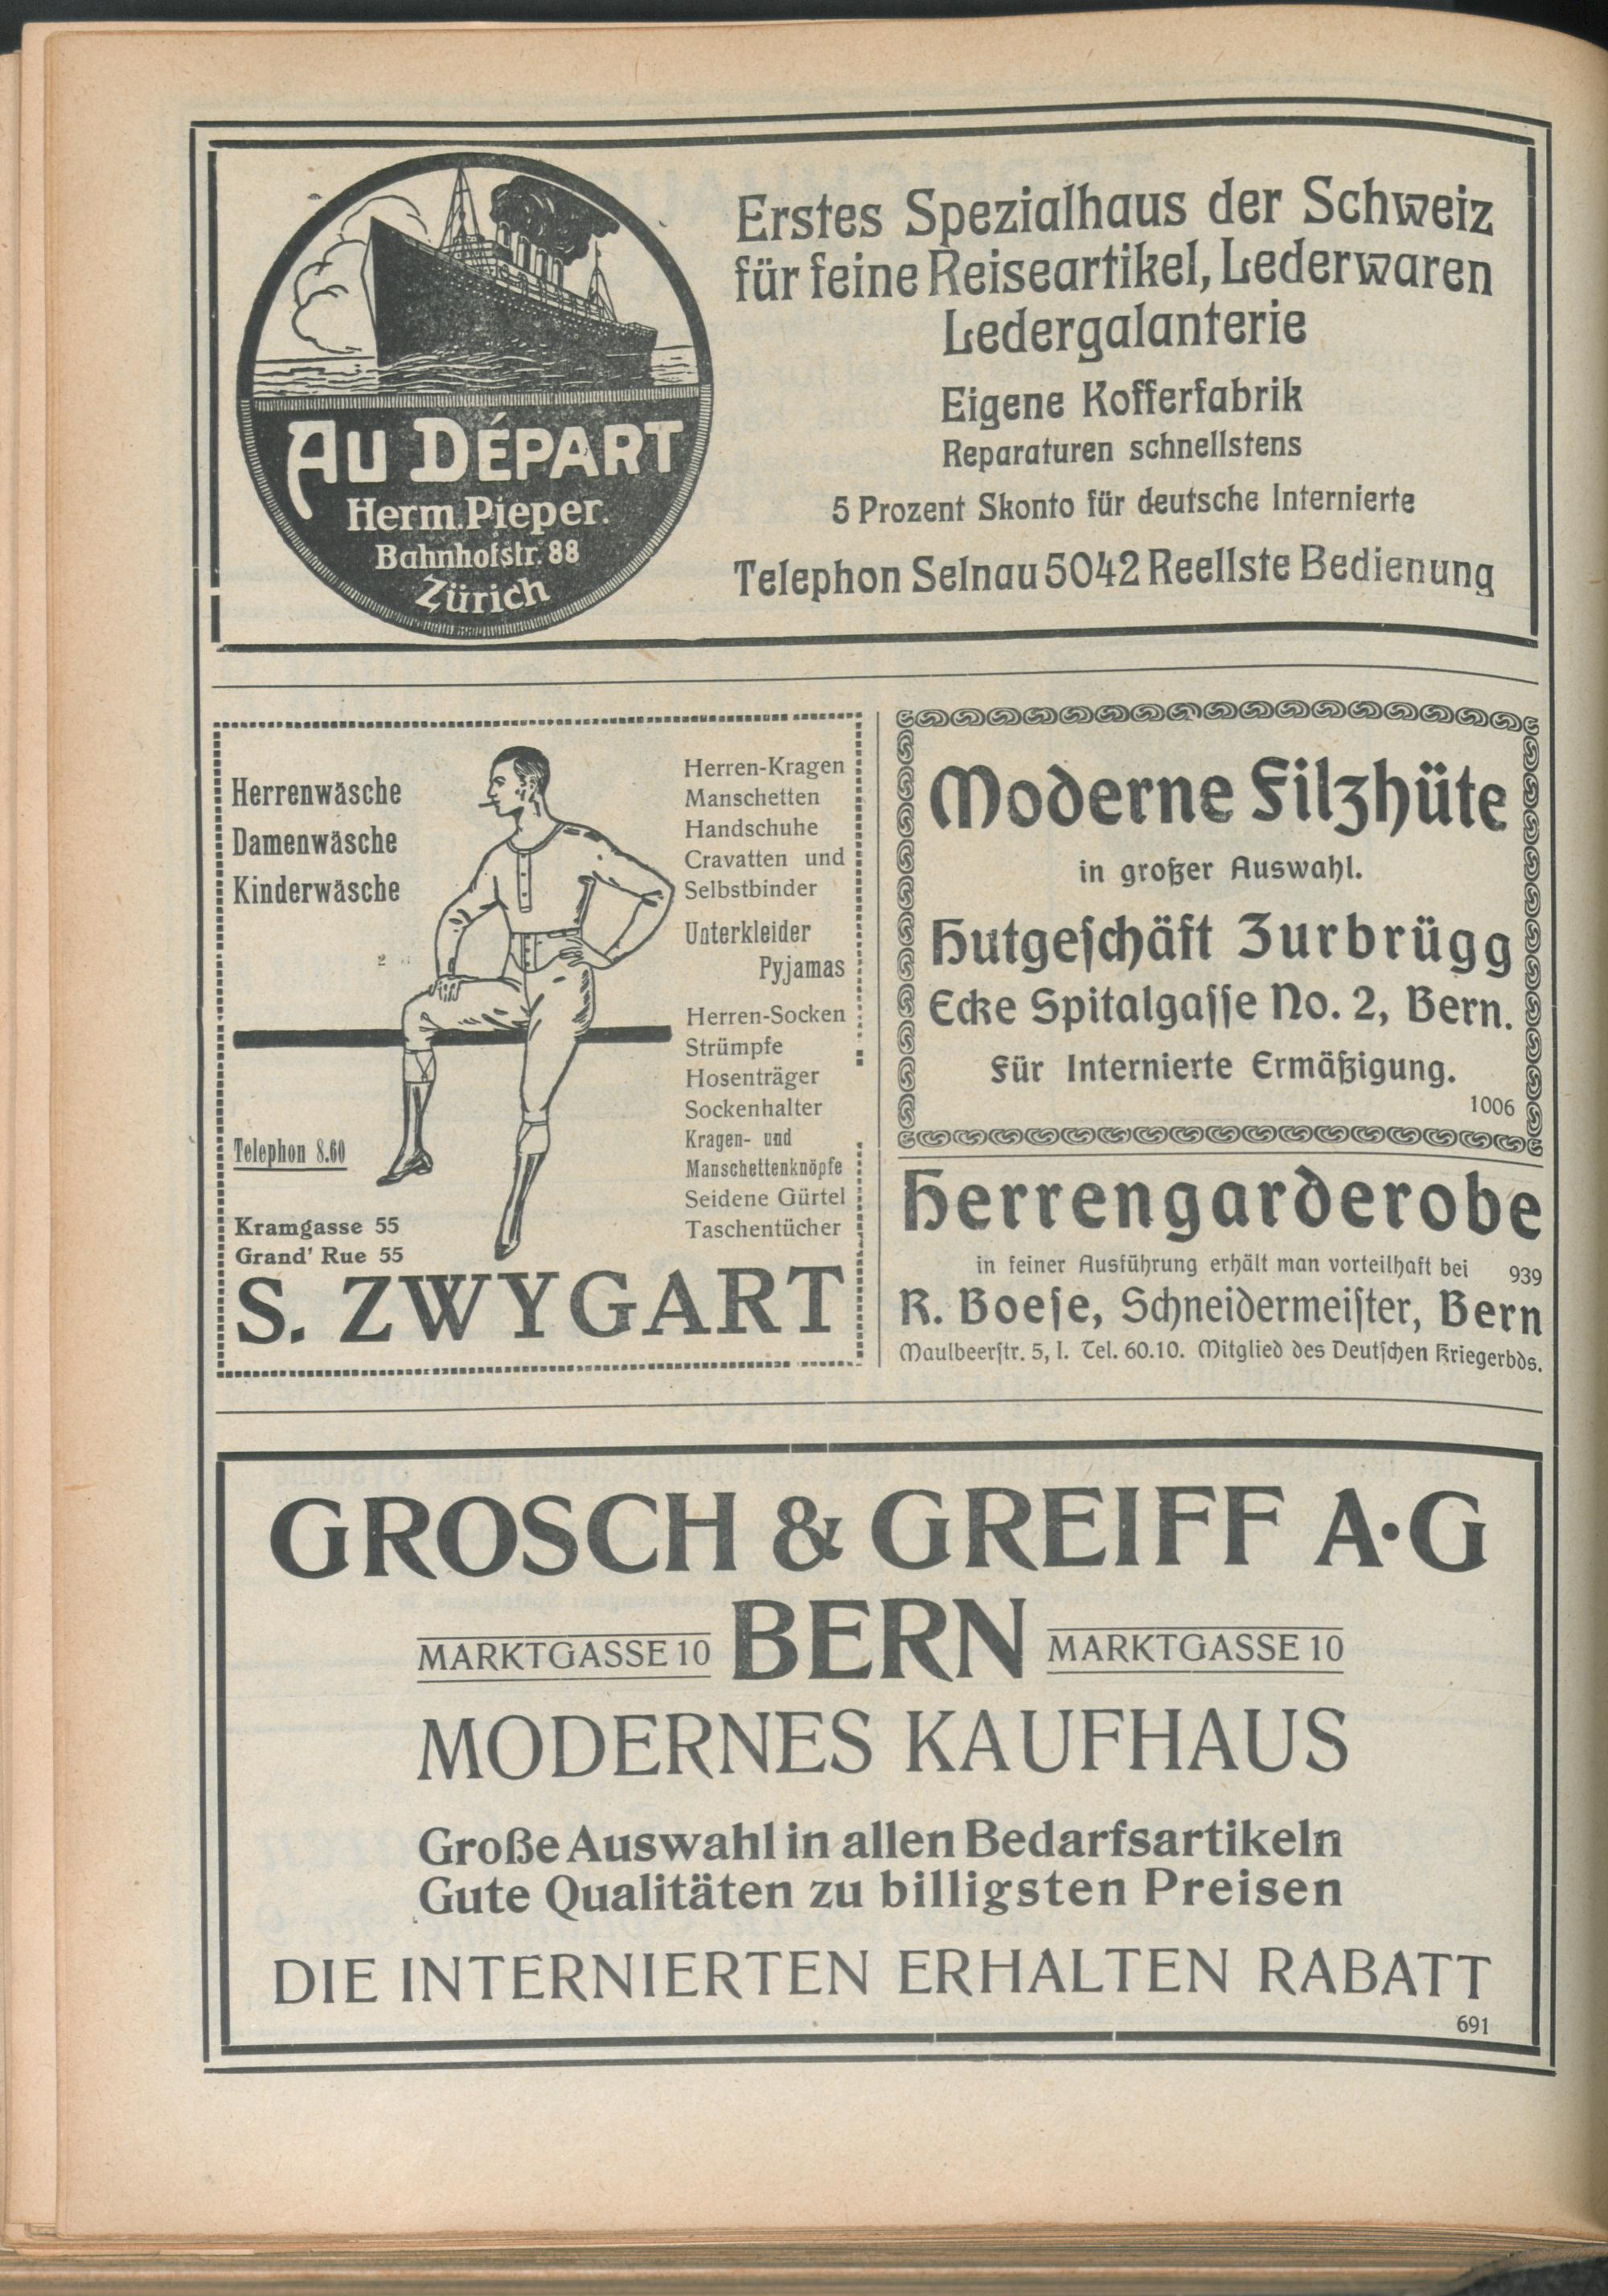 AU DÉPART
Herm. Pieper.
Bahnhofstr. 88
Zürich
Erstes Spezialhaus der Schweiz
für feine Reiseartikel, Lederwaren
Ledergalanterie
Eigene Kofferfabrik
Reparaturen schnellstens
5 Prozent Skonto für deutsche Internierte
Telephon Selnau 5042 Reellste Bedienung
Herrenwäsche
Damenwäsche
Kinderwäsche
Telephon 8.60
Kramgasse 55
Grand' Rue 55
Herren-Kragen
Manschetten
Handschuhe
Cravatten und
Selbstbinder
Unterkleider
Pyjamas
Herren-Socken
Strümpfe
Hosenträger
Sockenhalter
Kragen- und
Manschettenknöpfe
Seidene Gürtel
Taschentücher
S. ZWYGART
Moderne Filzhüte
in großer Auswahl.
Hutgeschäft Zurbrügg
Ecke Spitalgasse No. 2, Bern.
Für Internierte Ermäßigung.
1006
Herrengarderobe
in feiner Ausführung erhält man vorteilhaft bei 939
R. Boese, Schneidermeister, Bern
Maulbeerstr. 5, I. Tel. 60.10. Mitglied des Deutschen Kriegerbds.
GROSCH & GREIFF A·G
MARKTGASSE 10 BERN MARKTGASSE 10
MODERNES KAUFHAUS
Große Auswahl in allen Bedarfsartikeln
Gute Qualitäten zu billigsten Preisen
DIE INTERNIERTEN ERHALTEN RABATT
691